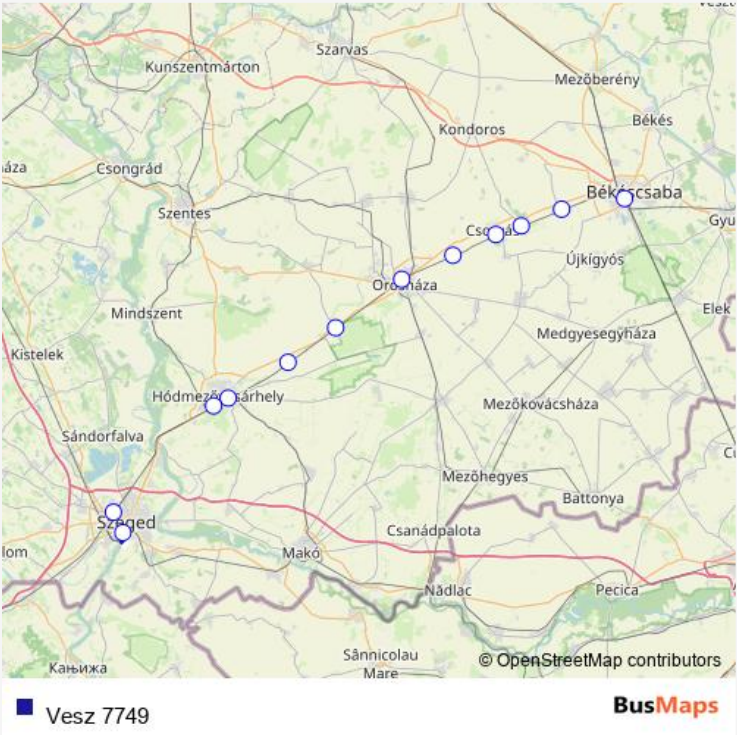 Szarvas
Kunszentmárton
Mezőberény
Békés
Kondoros
Csongrád
Békéscsaba
Szentes
Újkígyós
Orosháza
Mindszent
Elek
Medgyesegyháza
Kistelek
Hódmezővásárhely
Mezőkovácsháza
Sándorfalva
Mezőhegyes
Battonya
Szeged
Csanádpalota
Makó
Nădlac
Pecica
Sânnicolau
Mare
Кањижа
© OpenStreetMap contributors
Vesz 7749
BusMaps